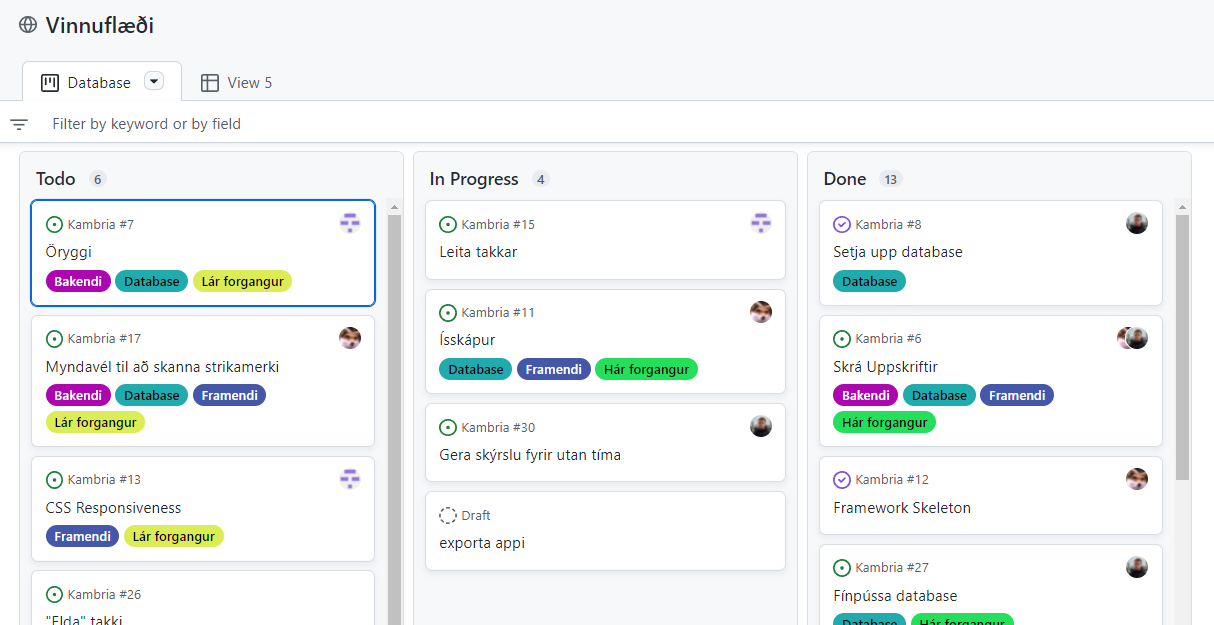 Vinnuflæði
Database
View 5
Filter by keyword or by field
Todo 6
Kambria #7
Öryggi
Bakendi Database Lár forgangur
Kambria #17
Myndavél til að skanna strikamerki
Bakendi Database Framendi
Lár forgangur
Kambria #13
CSS Responsiveness
Framendi Lár forgangur
Kambria #26
"Elda" takki
In Progress 4
Kambria #15
Leita takkar
Kambria #11
Ísskápur
Database Framendi Hár forgangur
Kambria #30
Gera skýrslu fyrir utan tíma
Draft
exporta appi
Done 13
Kambria #8
Setja upp database
Database
Kambria #6
Skrá Uppskriftir
Bakendi Database Framendi
Hár forgangur
Kambria #12
Framework Skeleton
Kambria #27
Fínpússa database
Database Hár forgangur